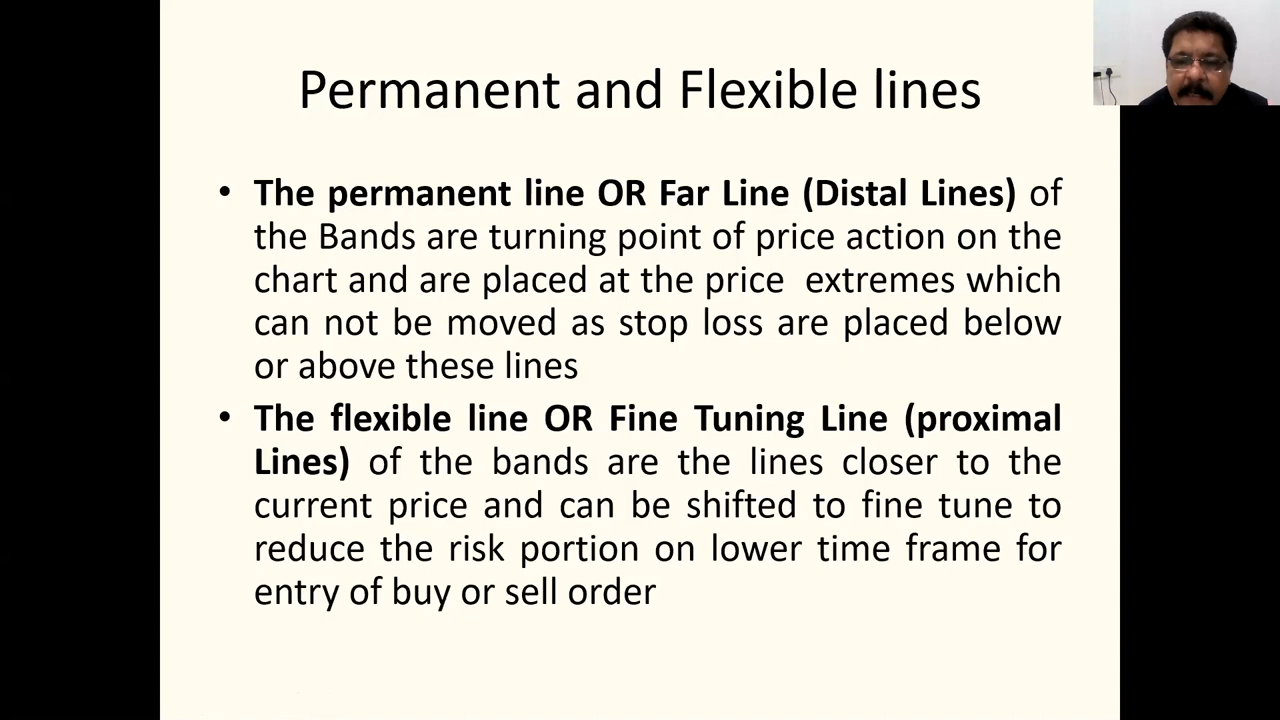 Permanent and Flexible lines
• The permanent line OR Far Line (Distal Lines) of
the Bands are turning point of price action on the
chart and are placed at the price extremes which
can not be moved as stop loss are placed below
or above these lines
• The flexible line OR Fine Tuning Line (proximal
Lines) of the bands are the lines closer to the
current price and can be shifted to fine tune to
reduce the risk portion on lower time frame for
entry of buy or sell order